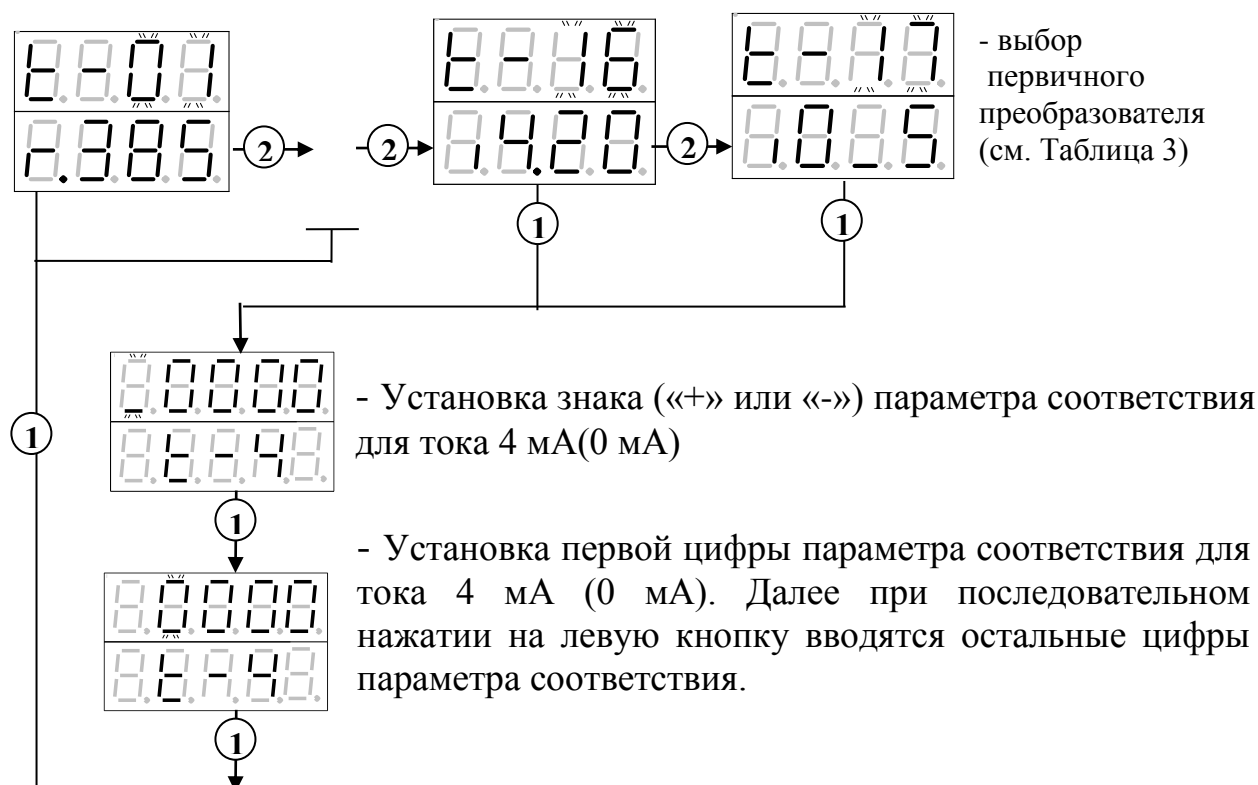 t-01
r.385
2
2
t-16
i4.20
2
t-17
i0_5
- выбор
первичного
преобразователя
(см. Таблица 3)
1
1
_0000
t-4
- Установка знака («+» или «-») параметра соответствия
для тока 4 мА(0 мА)
1
1
0000
t-4
- Установка первой цифры параметра соответствия для
тока 4 мА (0 мА). Далее при последовательном
нажатии на левую кнопку вводятся остальные цифры
параметра соответствия.
1